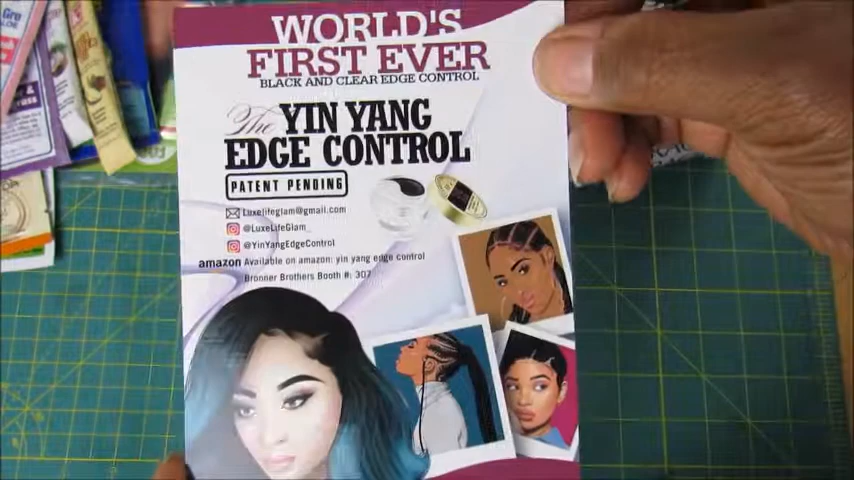 WORLD'S
FIRST EVER
BLACK AND CLEAR EDGE CONTROL
The YIN YANG
EDGE CONTROL
PATENT PENDING
Luxelifeglam@gmail.com
@LuxeLifeGlam_
@YinYangEdgeControl
amazon Available on amazon: yin yang edge control
Bronner Brothers Booth #: 307